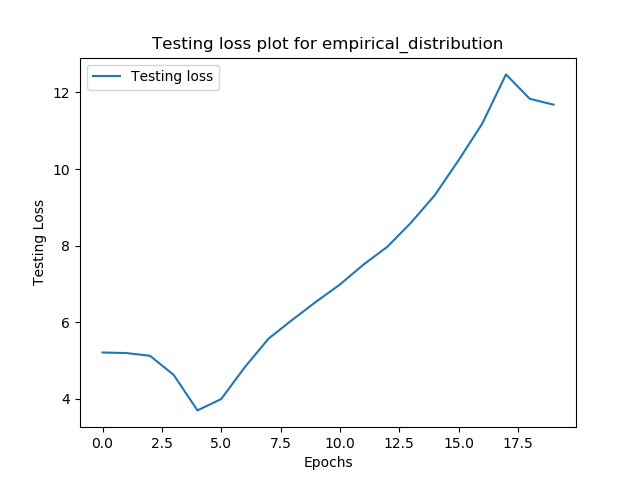 Testing loss plot for empirical_distribution
Testing loss
12
10
8
6
4
Testing Loss
0.0 2.5 5.0 7.5 10.0 12.5 15.0 17.5
Epochs